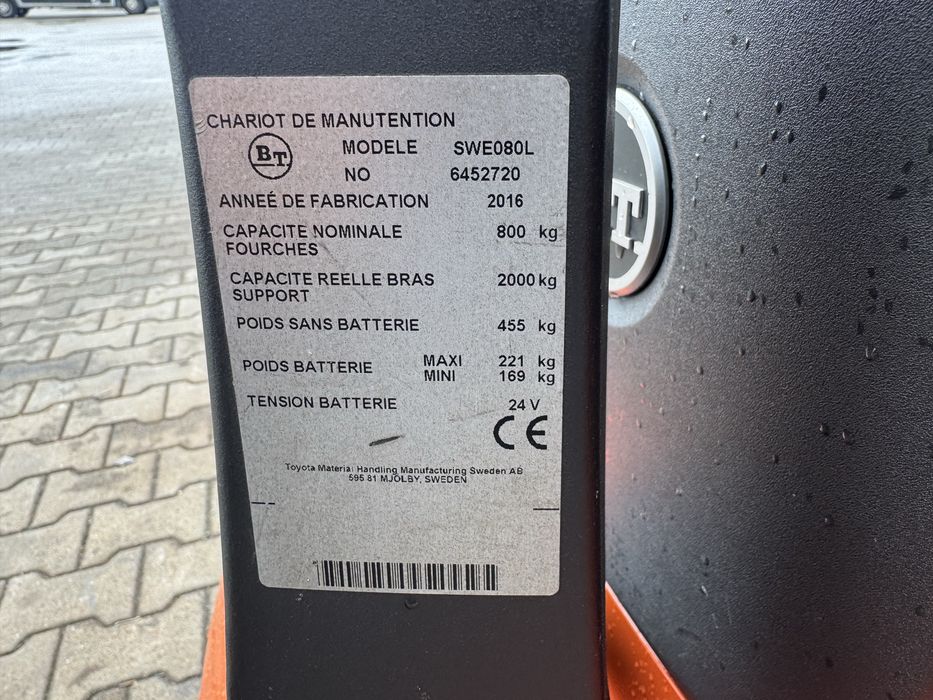 CHARIOT DE MANUTENTION
BT MODELE SWE080L
NO 6452720
ANNEÉ DE FABRICATION 2016
CAPACITE NOMINALE 800 kg
FOURCHES
CAPACITE REELLE BRAS 2000 kg
SUPPORT
POIDS SANS BATTERIE 455 kg
POIDS BATTERIE MAXI 221 kg
MINI 169 kg
TENSION BATTERIE 24 V
CE
Toyota Material Handling Manufacturing Sweden AB
595 81 MJÖLBY, SWEDEN
T